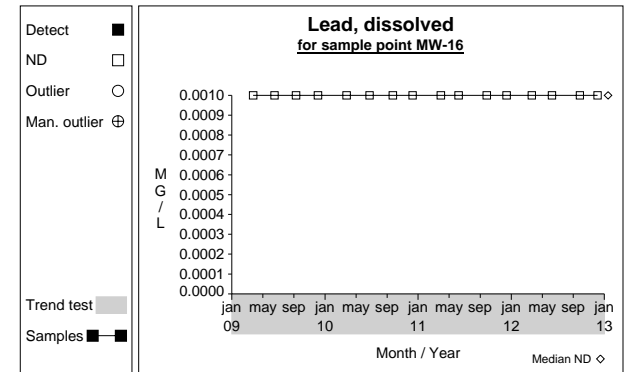 Detect
ND
Outlier
Man. outlier
Trend test
Samples
Lead, dissolved
for sample point MW-16
MG/L
0.0010
0.0009
0.0008
0.0007
0.0006
0.0005
0.0004
0.0003
0.0002
0.0001
0.0000
jan may sep jan may sep jan may sep jan may sep jan
09 10 11 12 13
Month / Year
Median ND